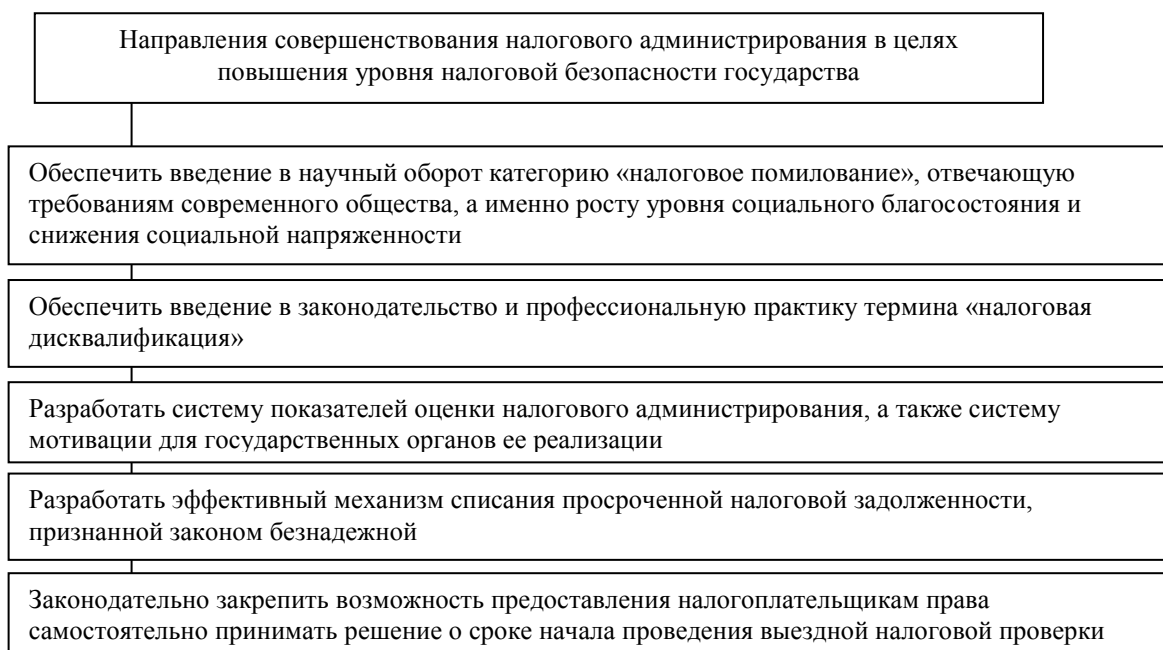 Направления совершенствования налогового администрирования в целях
повышения уровня налоговой безопасности государства
Обеспечить введение в научный оборот категорию «налоговое помилование», отвечающую
требованиям современного общества, а именно росту уровня социального благосостояния и
снижения социальной напряженности
Обеспечить введение в законодательство и профессиональную практику термина «налоговая
дисквалификация»
Разработать систему показателей оценки налогового администрирования, а также систему
мотивации для государственных органов ее реализации
Разработать эффективный механизм списания просроченной налоговой задолженности,
признанной законом безнадежной
Законодательно закрепить возможность предоставления налогоплательщикам права
самостоятельно принимать решение о сроке начала проведения выездной налоговой проверки